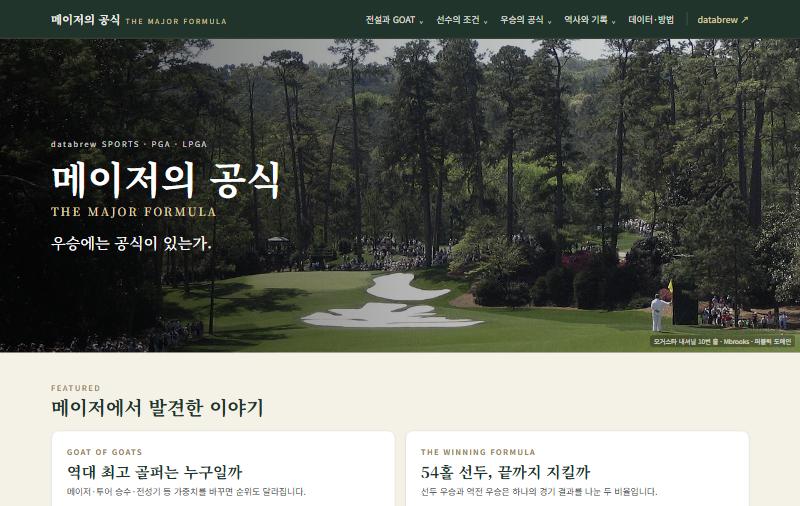 메이저의 공식 THE MAJOR FORMULA 전설과 GOAT 선수의 조건 우승의 공식 역사와 기록 데이터·방법 databrew ↗
databrew SPORTS · PGA · LPGA
메이저의 공식
THE MAJOR FORMULA
우승에는 공식이 있는가.
오거스타 내셔널 10번 홀 · Mbrooks · 퍼블릭 도메인
FEATURED
메이저에서 발견한 이야기
GOAT OF GOATS
역대 최고 골퍼는 누구일까
메이저·투어 승수·전성기 등 가중치를 바꾸면 순위도 달라집니다.
THE WINNING FORMULA
54홀 선두, 끝까지 지킬까
선두 우승과 역전 우승은 하나의 경기 결과를 나눈 두 비율입니다.